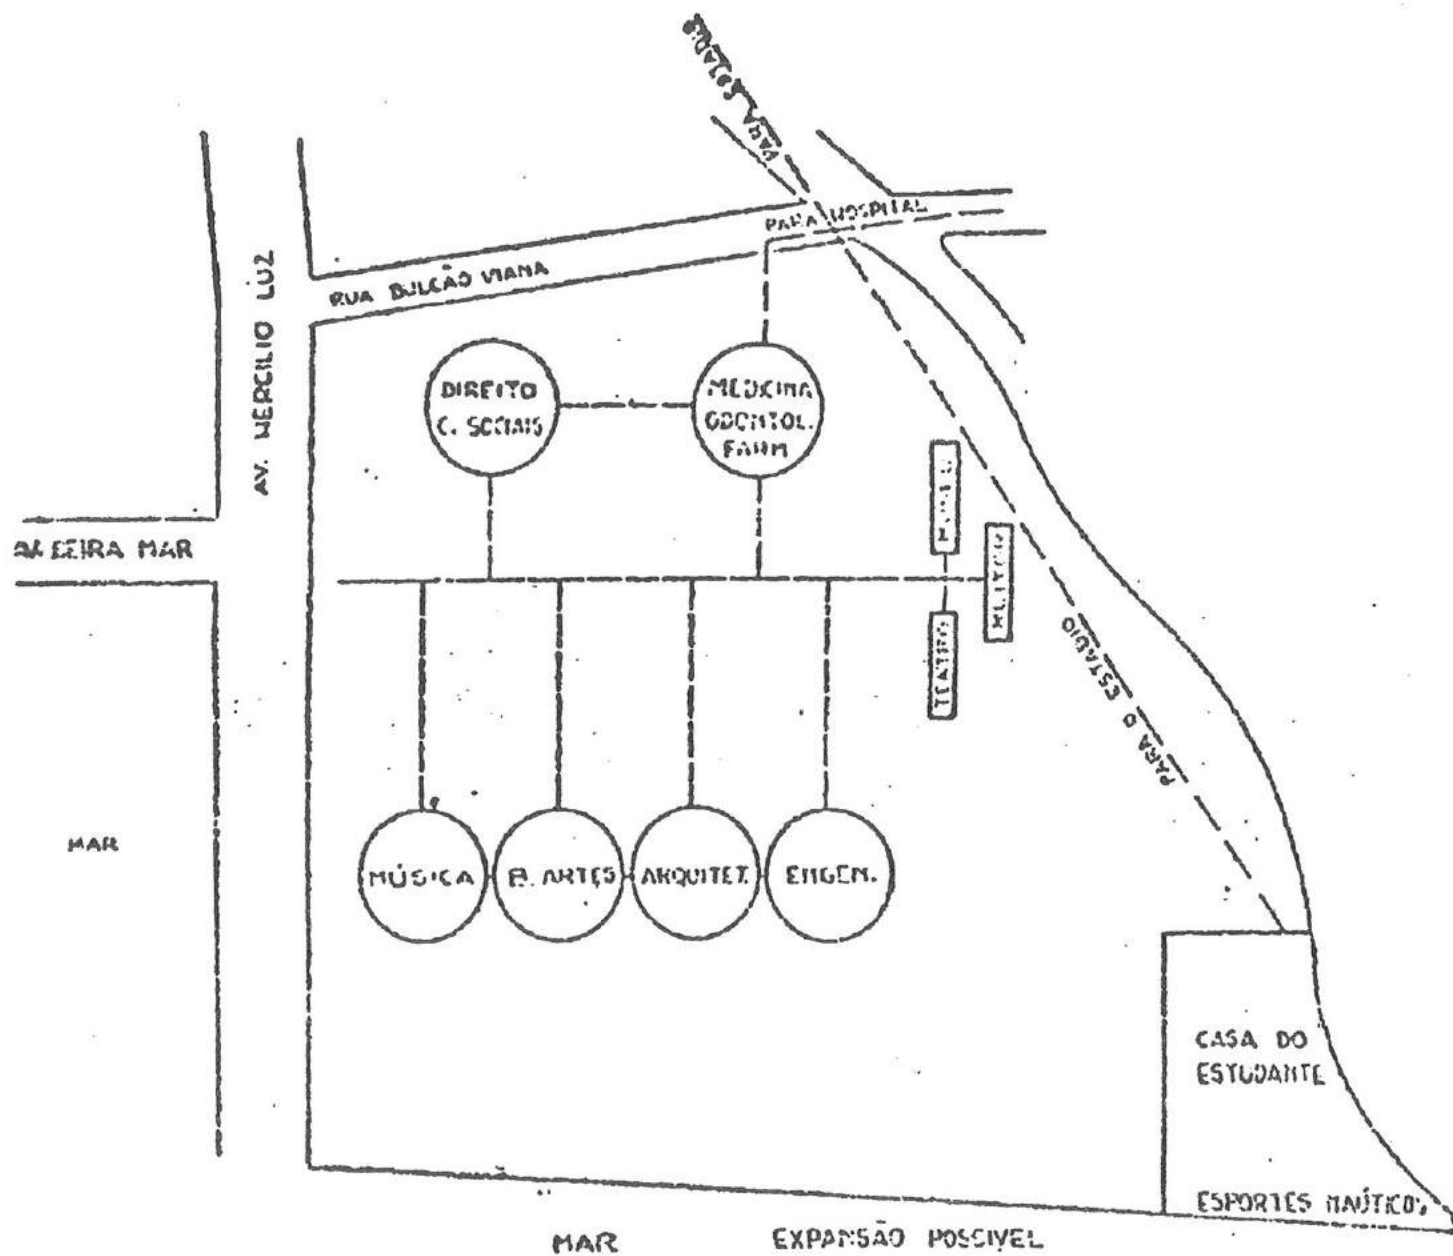 PARA
PARA HOSPITAL
RUA BULCÃO VIANA
AV. HERCILIO LUZ
DIREITO
C. SOCIAIS
MEDICINA
ODONTOL.
FARM
BEIRA MAR
TEATRO
PARA O ESTADIO
MAR
MÚSICA
B. ARTES
ARQUITET.
ENGEN.
CASA DO
ESTUDANTE
ESPORTES NAÚTICOS
MAR
EXPANSÃO POSSIVEL